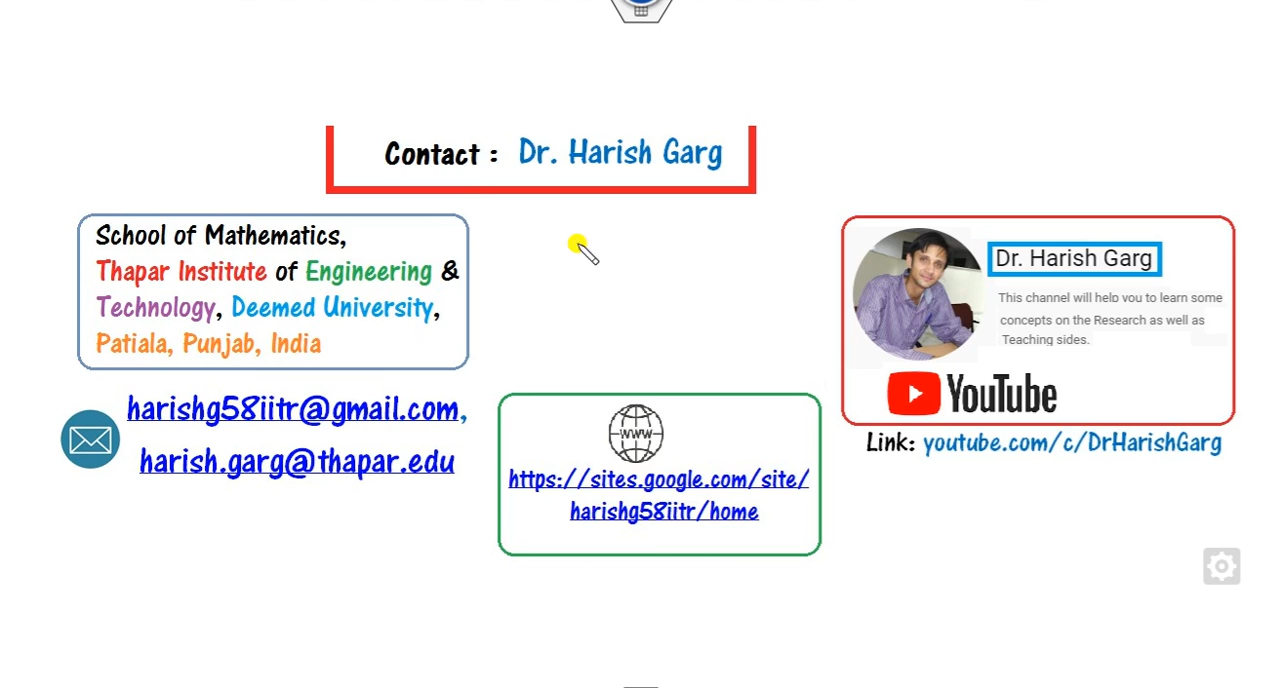 Contact : Dr. Harish Garg
School of Mathematics,
Thapar Institute of Engineering &
Technology, Deemed University,
Patiala, Punjab, India
harishg58iitr@gmail.com,
harish.garg@thapar.edu
WWW
https://sites.google.com/site/
harishg58iitr/home
Dr. Harish Garg
This channel will help you to learn some
concepts on the Research as well as
Teaching sides.
YouTube
Link: youtube.com/c/DrHarishGarg